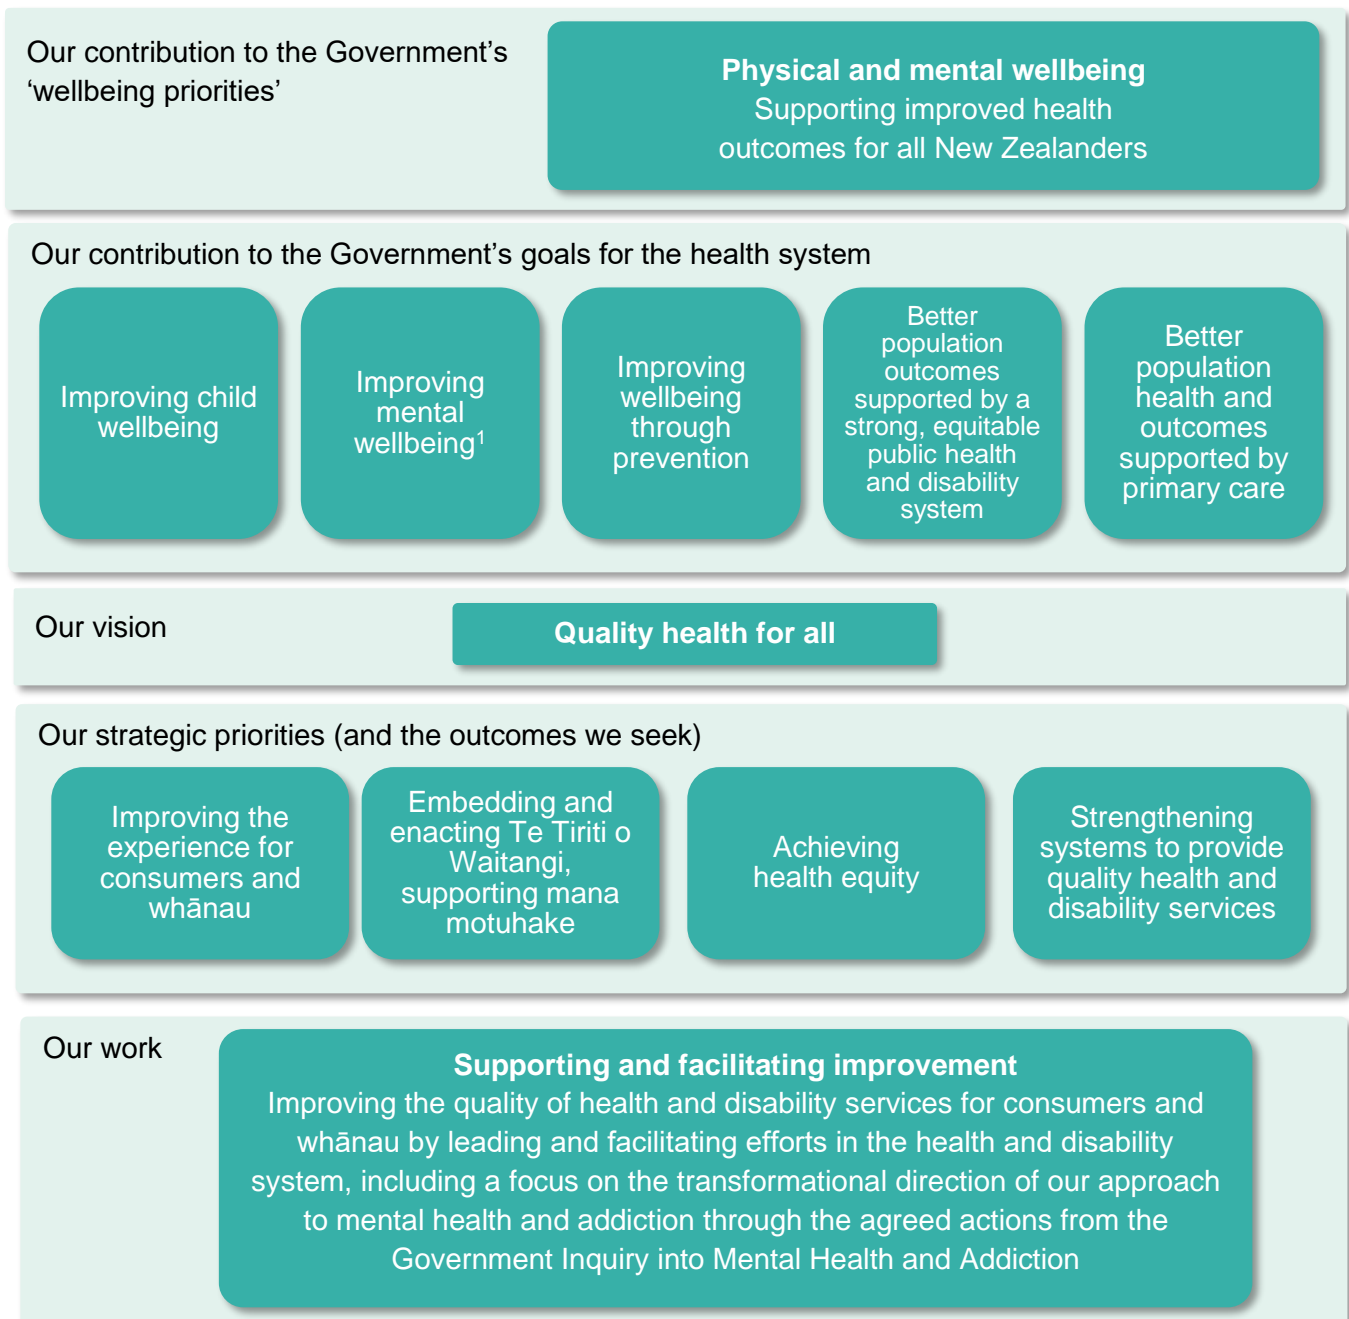 Our contribution to the Government’s
‘wellbeing priorities’
Physical and mental wellbeing
Supporting improved health
outcomes for all New Zealanders
Our contribution to the Government’s goals for the health system
Improving child
wellbeing
Improving
mental
wellbeing¹
Improving
wellbeing
through
prevention
Better
population
outcomes
supported by a
strong, equitable
public health
and disability
system
Better
population
health and
outcomes
supported by
primary care
Our vision
Quality health for all
Our strategic priorities (and the outcomes we seek)
Improving the
experience for
consumers and
whānau
Embedding and
enacting Te Tiriti o
Waitangi,
supporting mana
motuhake
Achieving
health equity
Strengthening
systems to provide
quality health and
disability services
Our work
Supporting and facilitating improvement
Improving the quality of health and disability services for consumers and
whānau by leading and facilitating efforts in the health and disability
system, including a focus on the transformational direction of our approach
to mental health and addiction through the agreed actions from the
Government Inquiry into Mental Health and Addiction